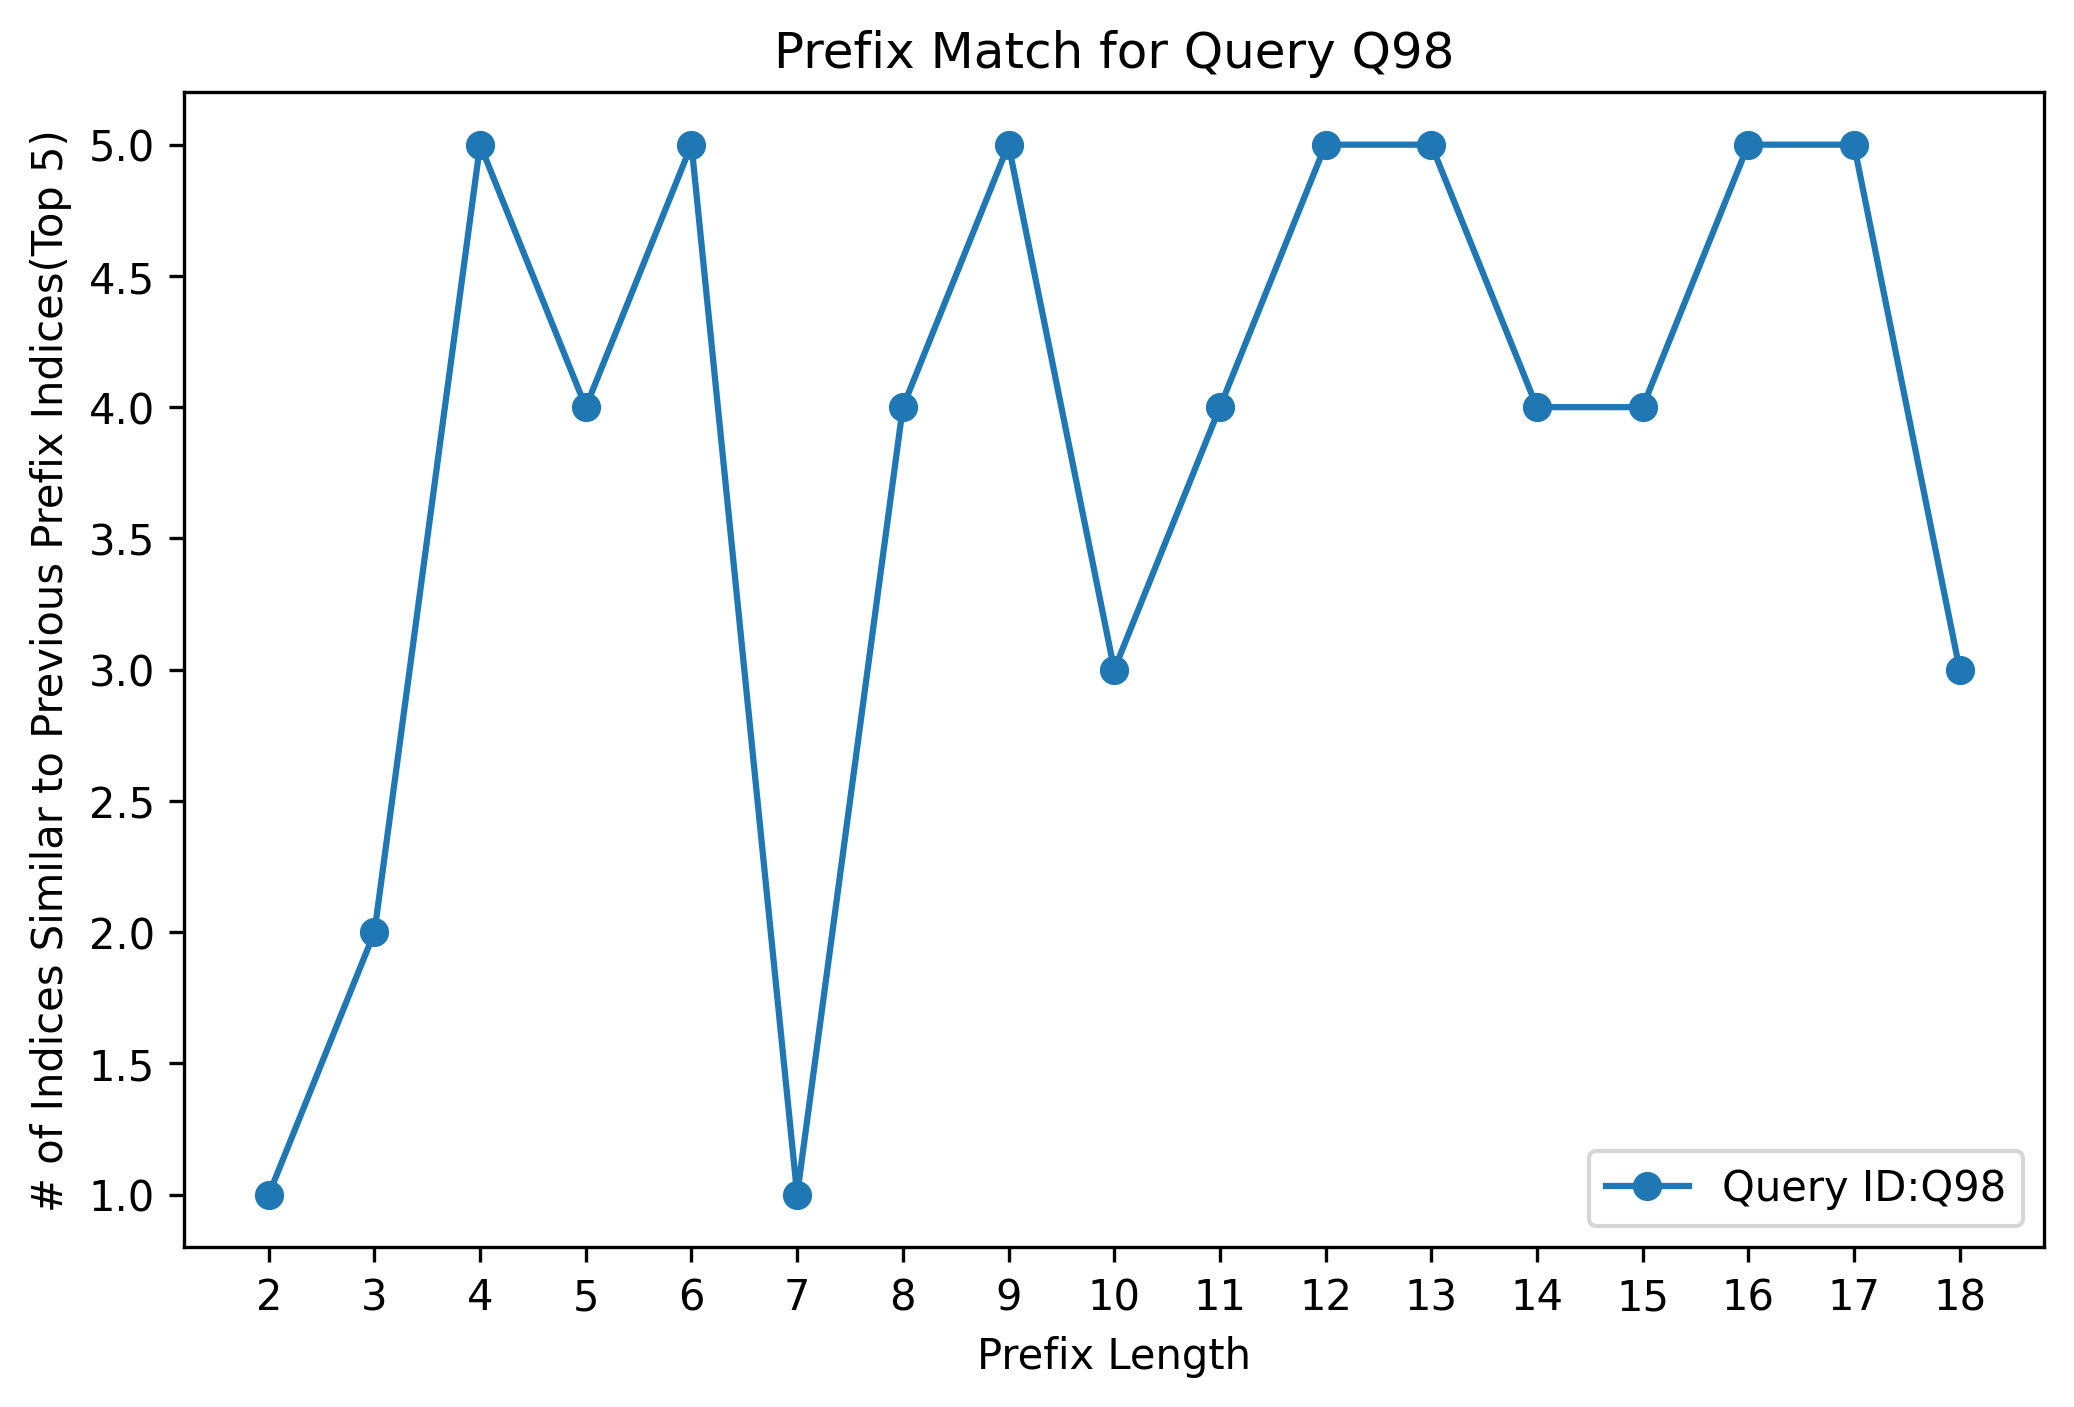 Prefix Match for Query Q98
# of Indices Similar to Previous Prefix Indices(Top 5)
5.0
4.5
4.0
3.5
3.0
2.5
2.0
1.5
1.0
Query ID:Q98
2 3 4 5 6 7 8 9 10 11 12 13 14 15 16 17 18
Prefix Length